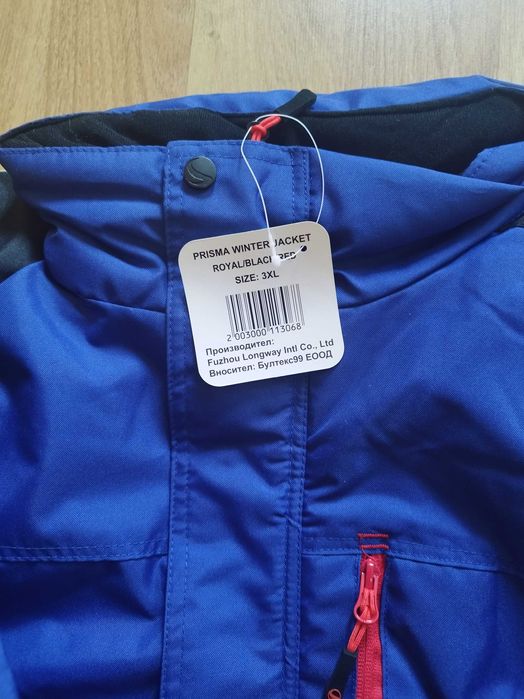 PRISMA WINTER JACKET
ROYAL/BLACK/RED
SIZE: 3XL
2 003000 113068
Производител:
Fuzhou Longway Intl Co., Ltd
Вносител: Бултекс99 ЕООД